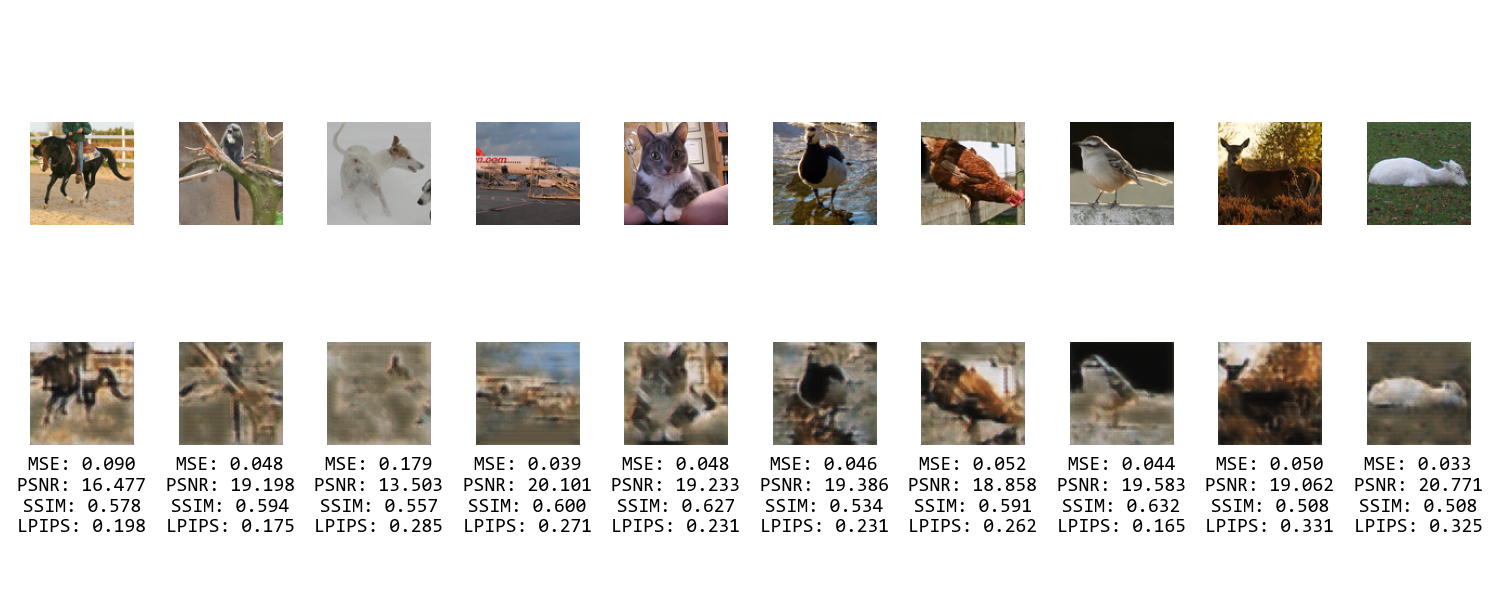 MSE: 0.090
PSNR: 16.477
SSIM: 0.578
LPIPS: 0.198
MSE: 0.048
PSNR: 19.198
SSIM: 0.594
LPIPS: 0.175
MSE: 0.179
PSNR: 13.503
SSIM: 0.557
LPIPS: 0.285
MSE: 0.039
PSNR: 20.101
SSIM: 0.600
LPIPS: 0.271
MSE: 0.048
PSNR: 19.233
SSIM: 0.627
LPIPS: 0.231
MSE: 0.046
PSNR: 19.386
SSIM: 0.534
LPIPS: 0.231
MSE: 0.052
PSNR: 18.858
SSIM: 0.591
LPIPS: 0.262
MSE: 0.044
PSNR: 19.583
SSIM: 0.632
LPIPS: 0.165
MSE: 0.050
PSNR: 19.062
SSIM: 0.508
LPIPS: 0.331
MSE: 0.033
PSNR: 20.771
SSIM: 0.508
LPIPS: 0.325